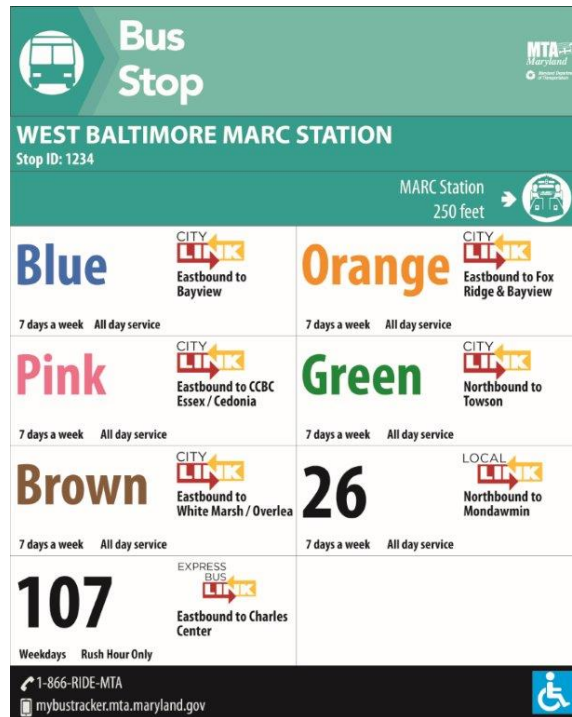 Bus
Stop
MTA
Maryland
WEST BALTIMORE MARC STATION
Stop ID: 1234
MARC Station
250 feet
Blue
CITY
LINK
Eastbound to
Bayview
7 days a week All day service
Orange
CITY
LINK
Eastbound to Fox
Ridge & Bayview
7 days a week All day service
Pink
CITY
LINK
Eastbound to CCBC
Essex / Cedonia
7 days a week All day service
Green
CITY
LINK
Northbound to
Towson
7 days a week All day service
Brown
CITY
LINK
Eastbound to
White Marsh / Overlea
7 days a week All day service
26
LOCAL
LINK
Northbound to
Mondawmin
7 days a week All day service
107
EXPRESS
BUS
LINK
Eastbound to Charles
Center
Weekdays Rush Hour Only
1-866-RIDE-MTA
mybustracker.mta.maryland.gov